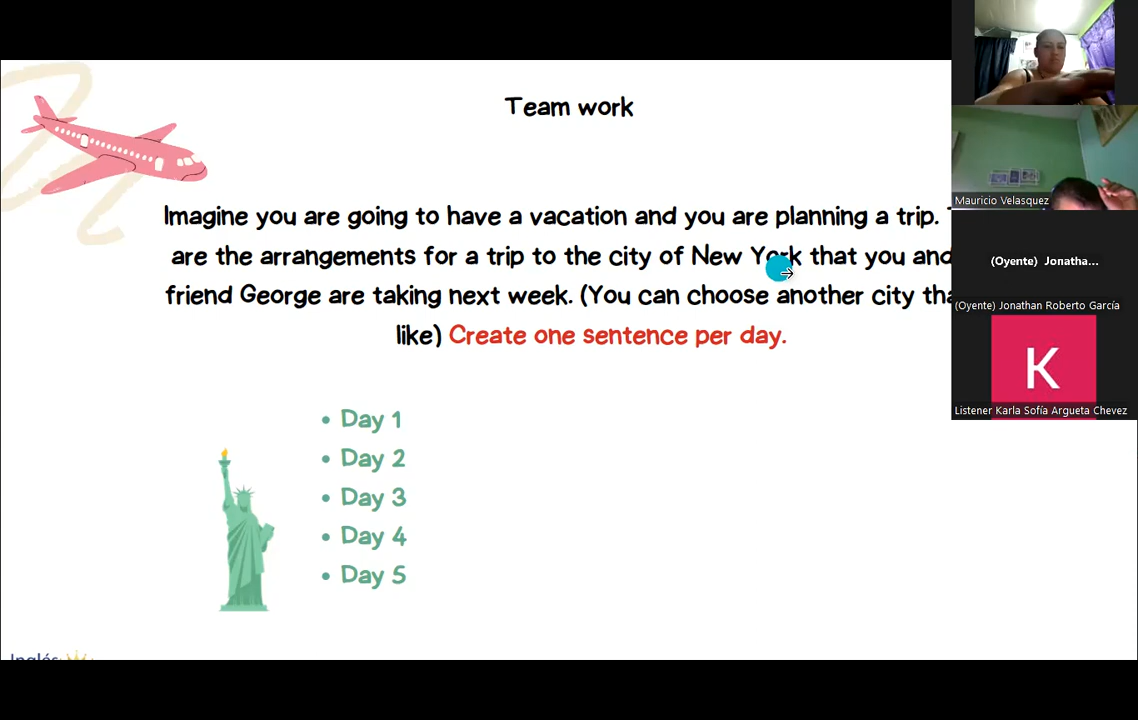 Team work
Imagine you are going to have a vacation and you are planning a trip.
are the arrangements for a trip to the city of New York that you and
friend George are taking next week. (You can choose another city
like) Create one sentence per day.
• Day 1
• Day 2
• Day 3
• Day 4
• Day 5
Mauricio Velasquez
(Oyente) Jonatha...
(Oyente) Jonathan Roberto García
K
Listener Karla Sofía Argueta Chevez
Inglés